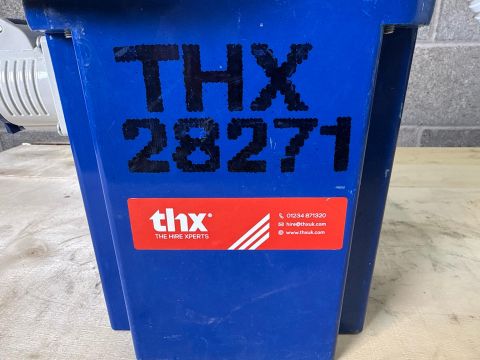 THX
28271
thx
THE HIRE XPERTS
01234 871320
hire@thxuk.com
www.thxuk.com